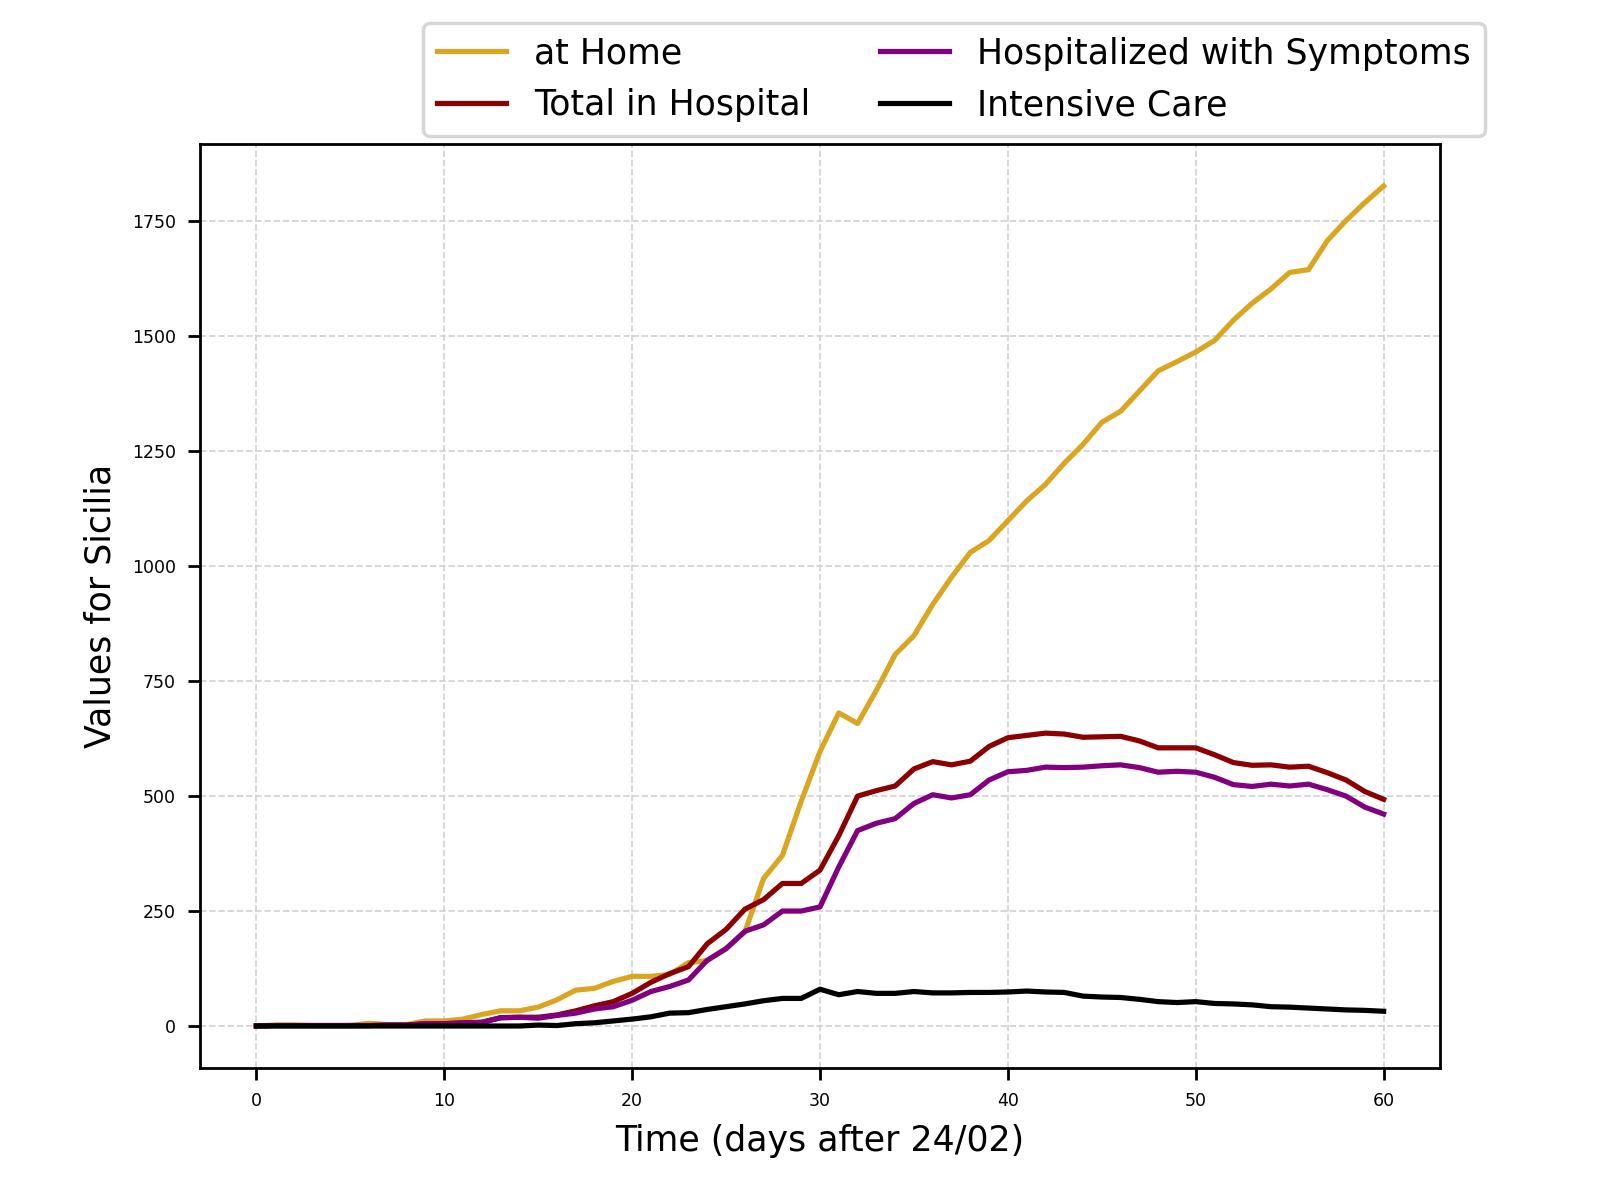 at Home
Total in Hospital
Hospitalized with Symptoms
Intensive Care
Values for Sicilia
1750
1500
1250
1000
750
500
250
0
0 10 20 30 40 50 60
Time (days after 24/02)